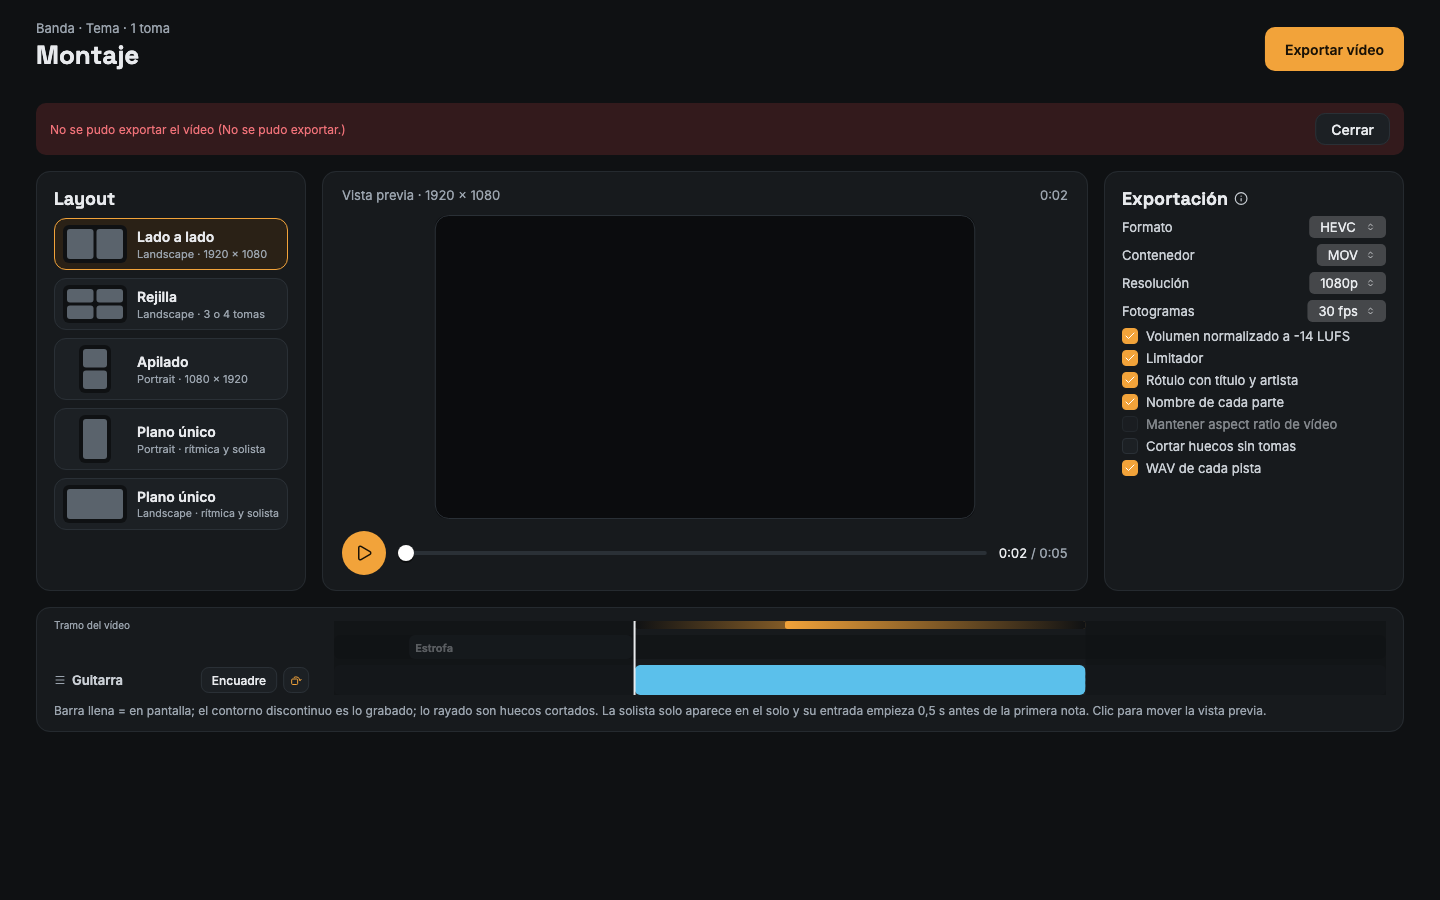 Banda · Tema · 1 toma
Montaje
Exportar vídeo
No se pudo exportar el vídeo (No se pudo exportar.)
Cerrar
Layout
Lado a lado
Landscape · 1920 × 1080
Rejilla
Landscape · 3 o 4 tomas
Apilado
Portrait · 1080 × 1920
Plano único
Portrait · rítmica y solista
Plano único
Landscape · rítmica y solista
Vista previa · 1920 × 1080
0:02
0:02 / 0:05
Exportación
Formato
HEVC
Contenedor
MOV
Resolución
1080p
Fotogramas
30 fps
Volumen normalizado a -14 LUFS
Limitador
Rótulo con título y artista
Nombre de cada parte
Mantener aspect ratio de vídeo
Cortar huecos sin tomas
WAV de cada pista
Tramo del vídeo
Estrofa
Guitarra
Encuadre
Barra llena = en pantalla; el contorno discontinuo es lo grabado; lo rayado son huecos cortados. La solista solo aparece en el solo y su entrada empieza 0,5 s antes de la primera nota. Clic para mover la vista previa.